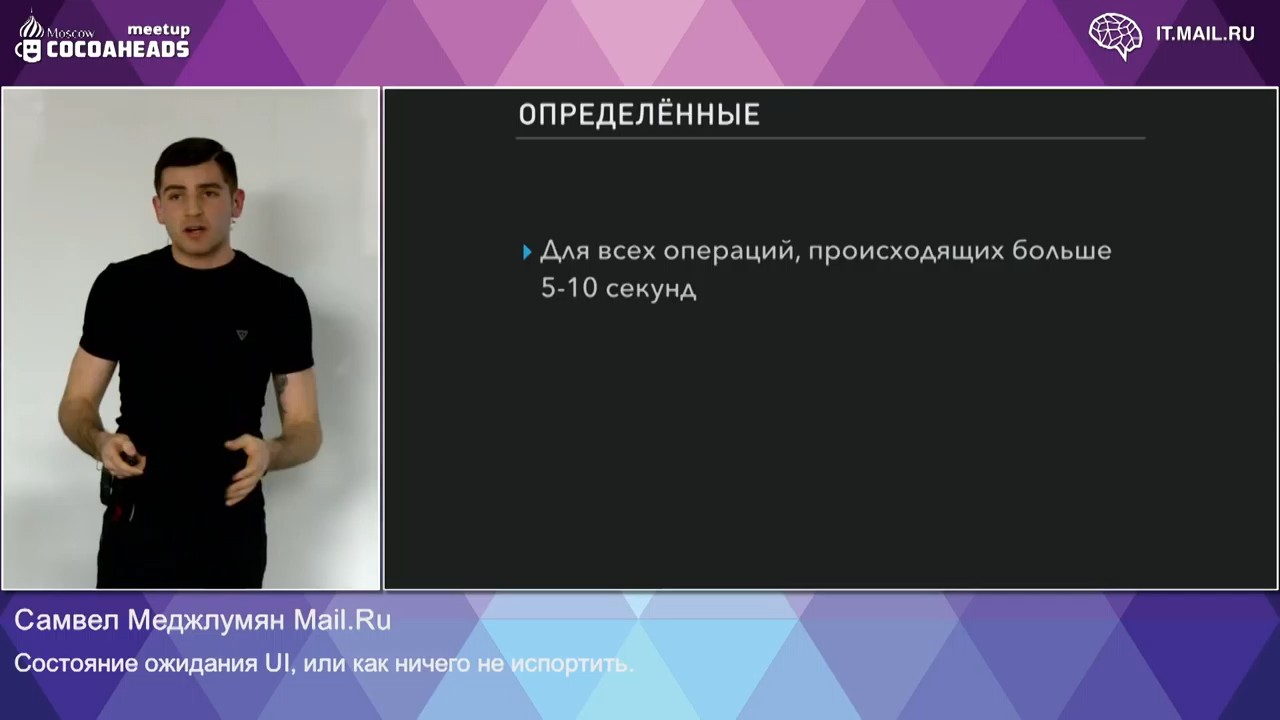 Moscow meetup
COCOAHEADS
IT.MAIL.RU
ОПРЕДЕЛЁННЫЕ
Для всех операций, происходящих больше
5-10 секунд
Самвел Меджлумян Mail.Ru
Состояние ожидания UI, или как ничего не испортить.